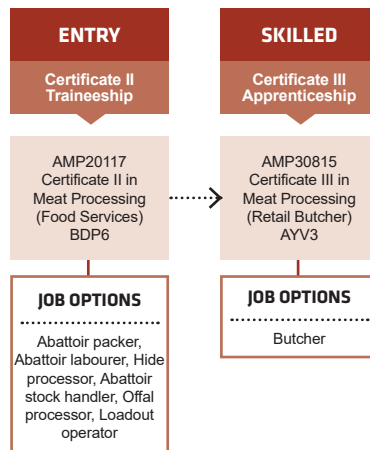 ENTRY
Certificate II
Traineeship
AMP20117
Certificate II in
Meat Processing
(Food Services)
BDP6
JOB OPTIONS
Abattoir packer,
Abattoir labourer, Hide
processor, Abattoir
stock handler, Offal
processor, Loadout
operator
SKILLED
Certificate III
Apprenticeship
AMP30815
Certificate III in
Meat Processing
(Retail Butcher)
AYV3
JOB OPTIONS
Butcher